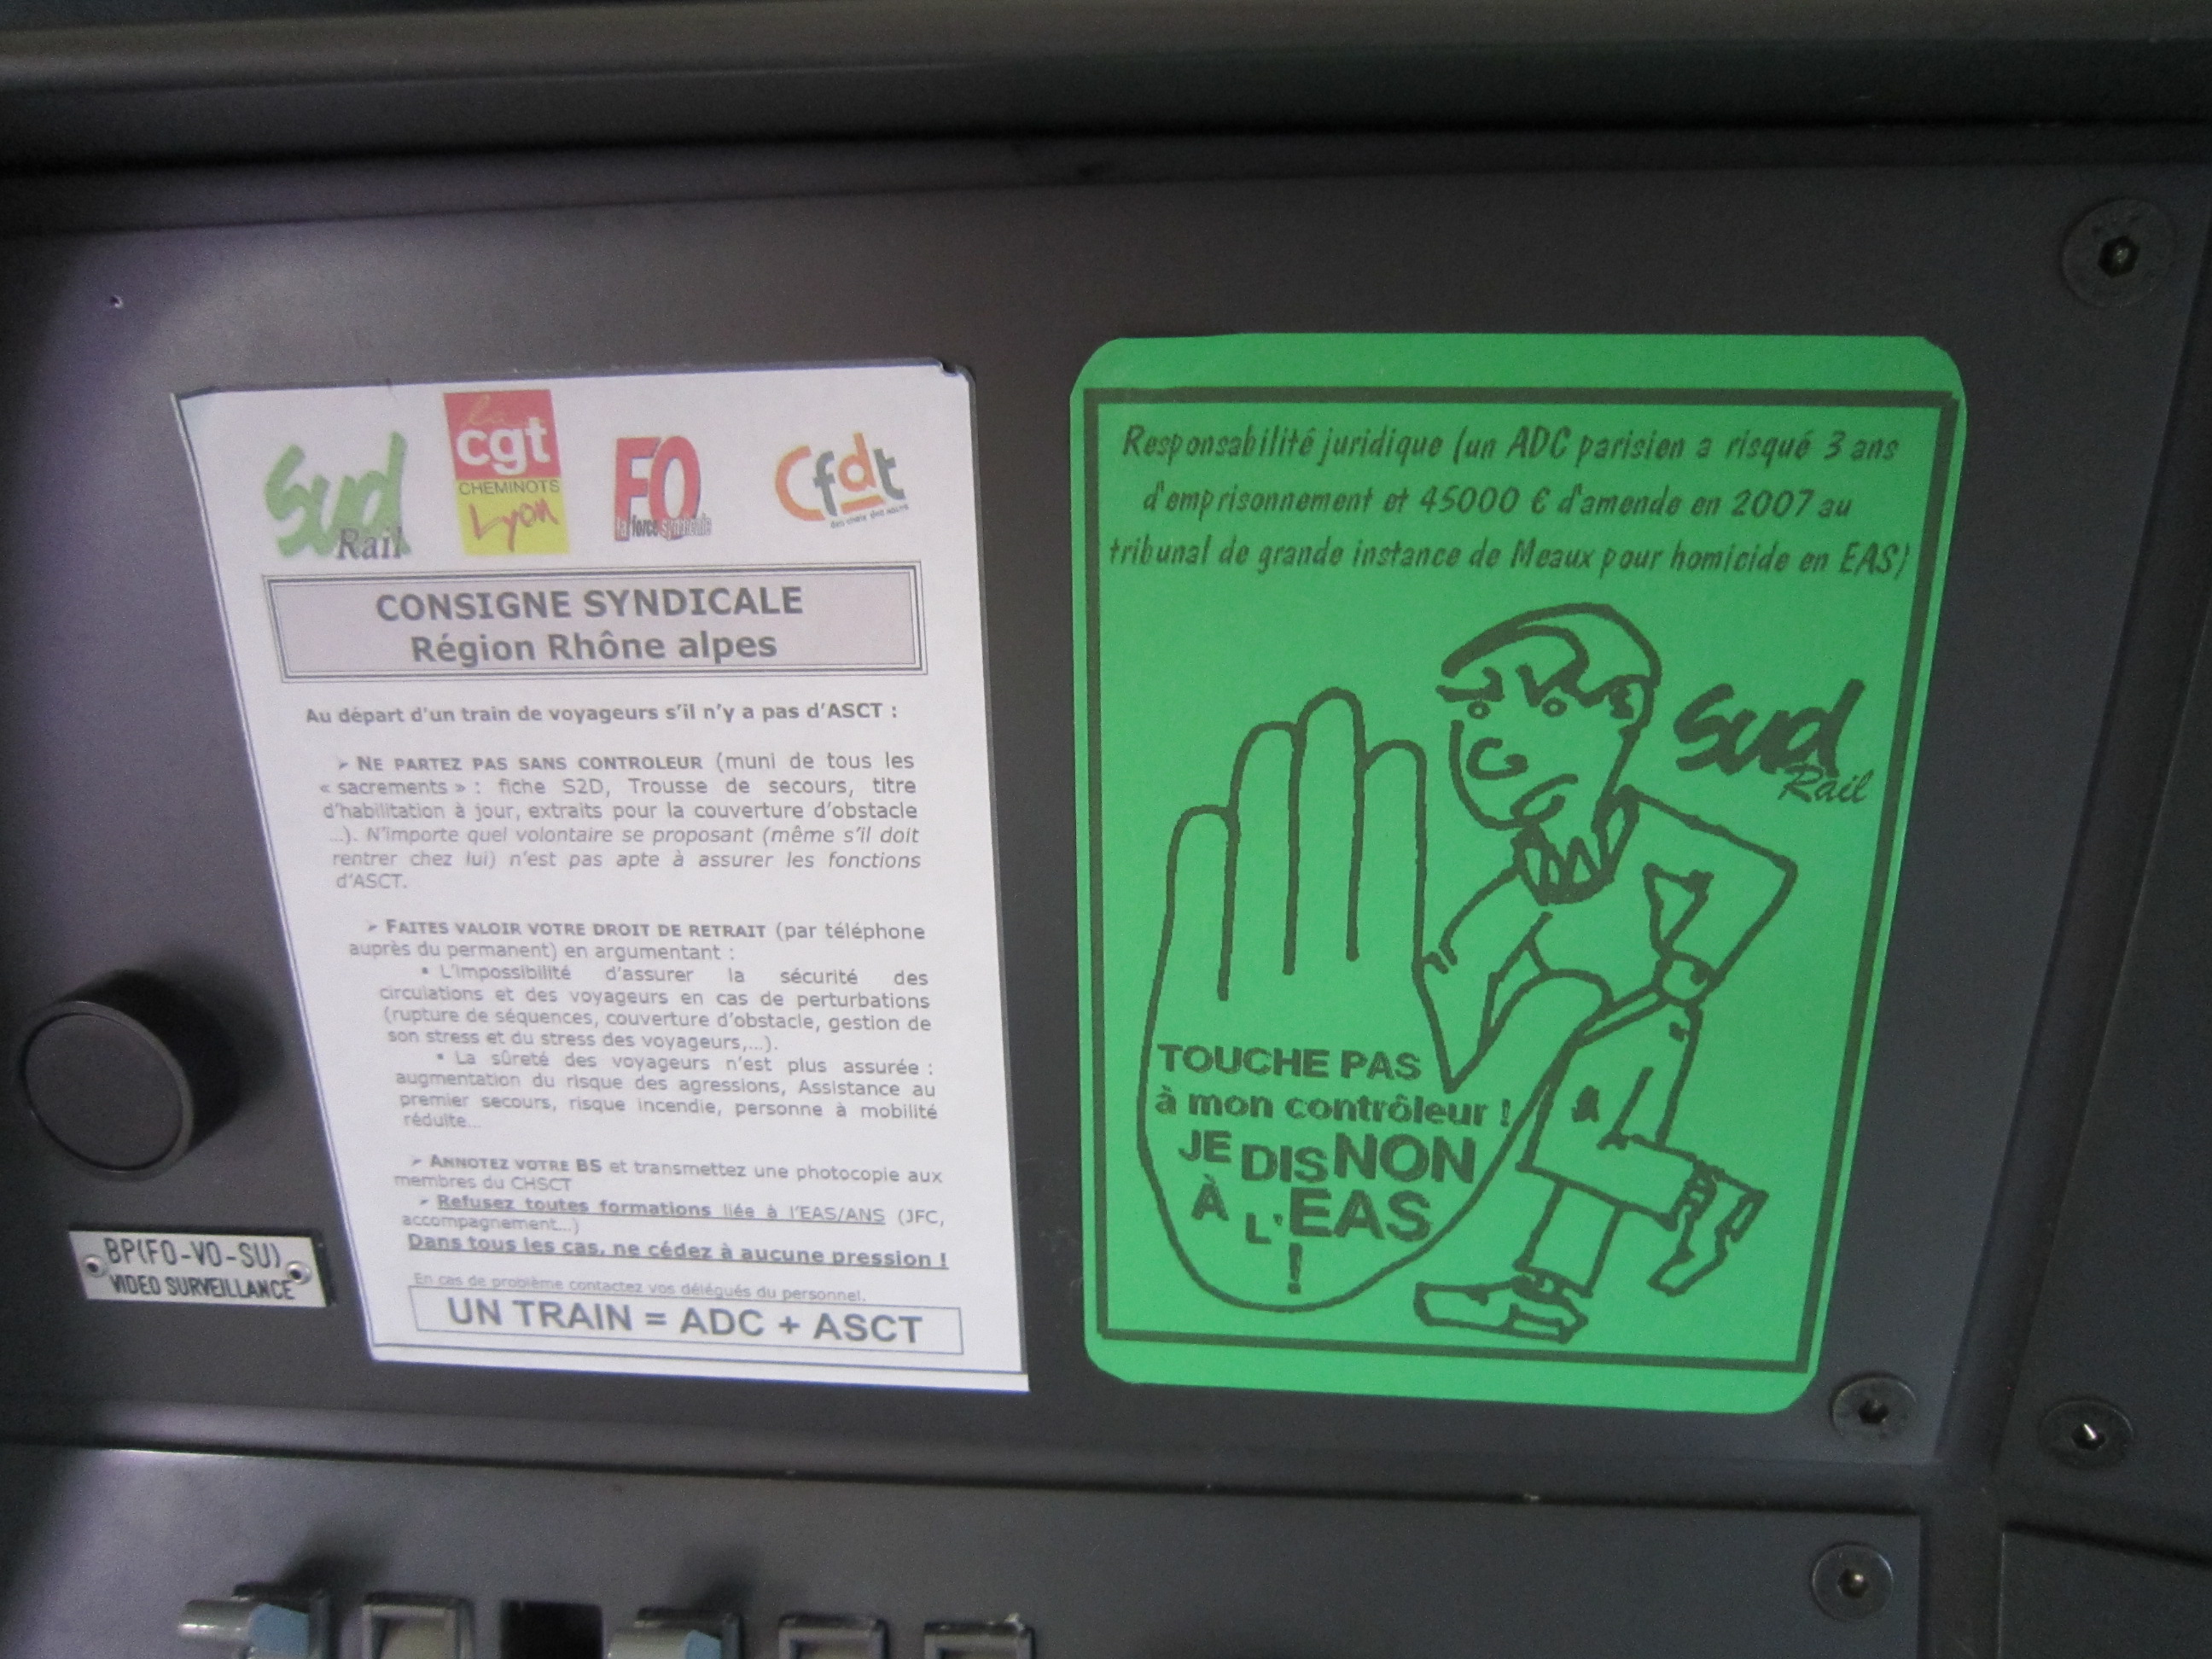 Sud
Rail
la
cgt
CHEMINOTS
Lyon
FO
la force syndicale
Cfdt
CONSIGNE SYNDICALE
Région Rhône alpes
Au départ d'un train de voyageurs s'il n'y a pas d'ASCT :
➢ NE PARTEZ PAS SANS CONTROLEUR (muni de tous les
« sacrements » : fiche S2D, Trousse de secours, titre
d'habilitation à jour, extraits pour la couverture d'obstacle
…). N'importe quel volontaire se proposant (même s'il doit
rentrer chez lui) n'est pas apte à assurer les fonctions
d'ASCT.
➢ FAITES VALOIR VOTRE DROIT DE RETRAIT (par téléphone
auprès du permanent) en argumentant :
▪ L'impossibilité d'assurer la sécurité des
circulations et des voyageurs en cas de perturbations
(rupture de séquences, couverture d'obstacle, gestion de
son stress et du stress des voyageurs,…).
▪ La sûreté des voyageurs n'est plus assurée :
augmentation du risque des agressions, Assistance au
premier secours, risque incendie, personne à mobilité
réduite…
➢ ANNOTEZ VOTRE BS et transmettez une photocopie aux
membres du CHSCT
➢ Refusez toutes formations liée à l'EAS/ANS (JFC,
accompagnement…)
Dans tous les cas, ne cédez à aucune pression !
En cas de problème contactez vos délégués du personnel.
UN TRAIN = ADC + ASCT
Responsabilité juridique (un ADC parisien a risqué 3 ans
d'emprisonnement et 45000 € d'amende en 2007 au
tribunal de grande instance de Meaux pour homicide en EAS)
Sud
Rail
TOUCHE PAS
à mon contrôleur !
JE DIS NON
À L'EAS
!
BP(FO-VO-SU)
VIDEO SURVEILLANCE